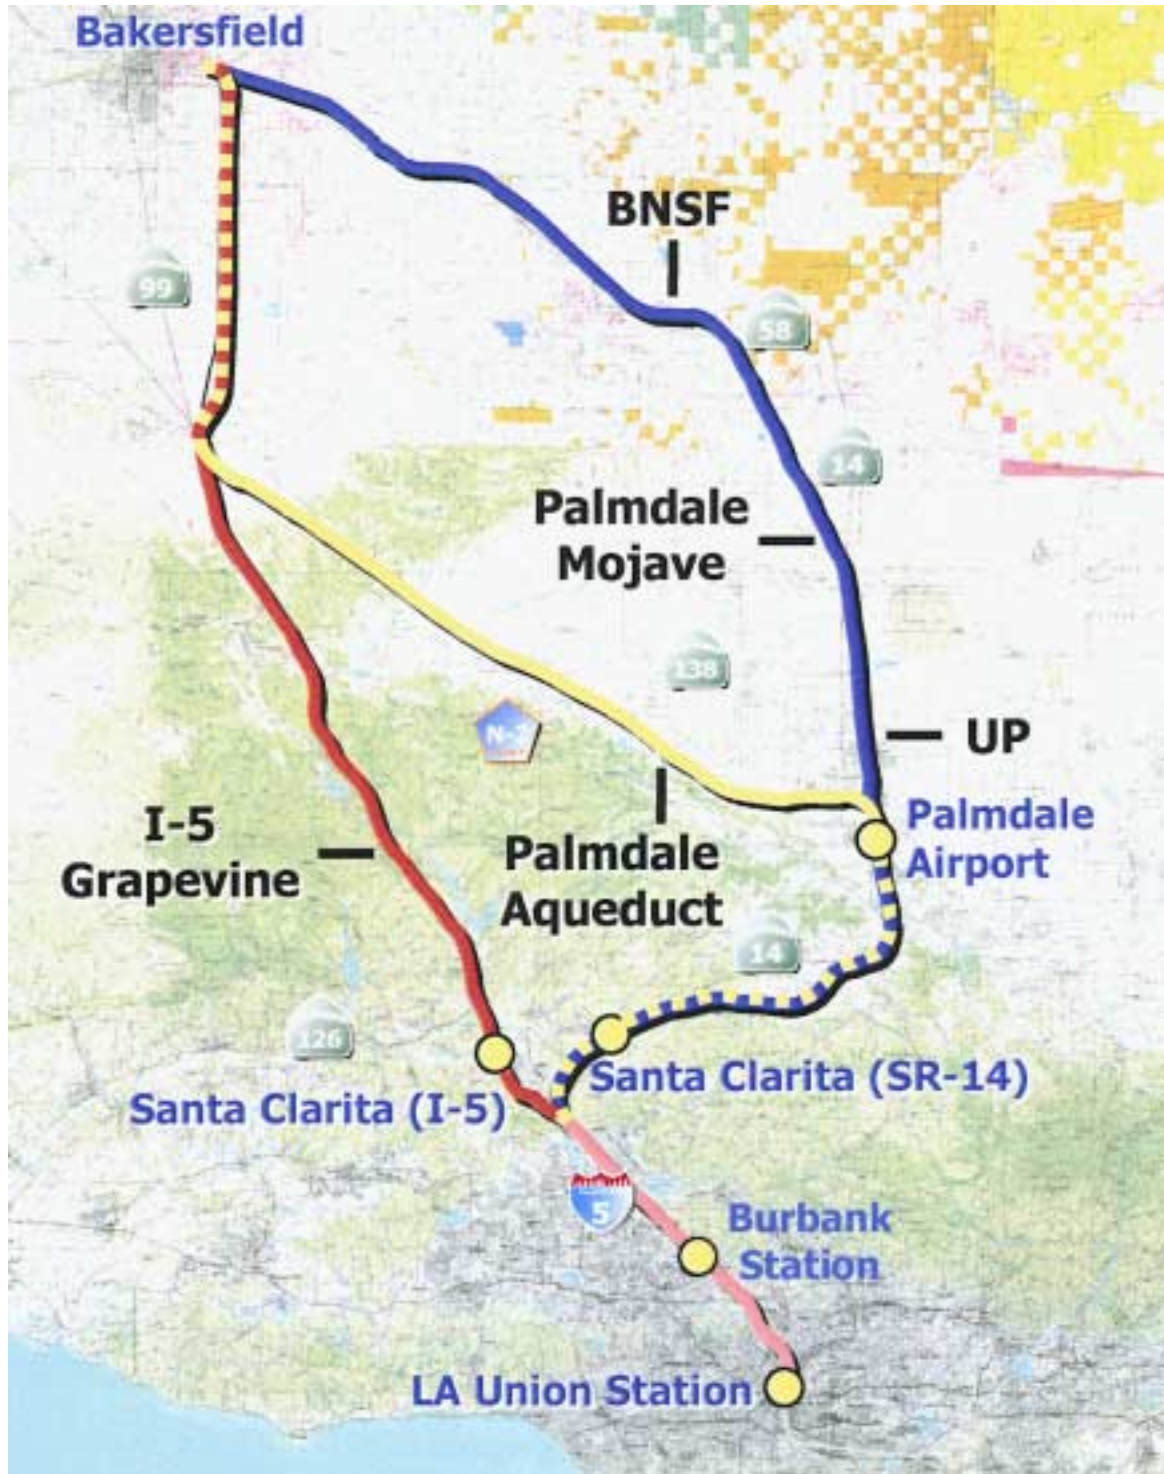 Bakersfield
BNSF
99
58
14
Palmdale
Mojave
138
N-2
UP
I-5
Grapevine
Palmdale
Aqueduct
Palmdale
Airport
14
126
Santa Clarita (SR-14)
Santa Clarita (I-5)
5
Burbank
Station
LA Union Station